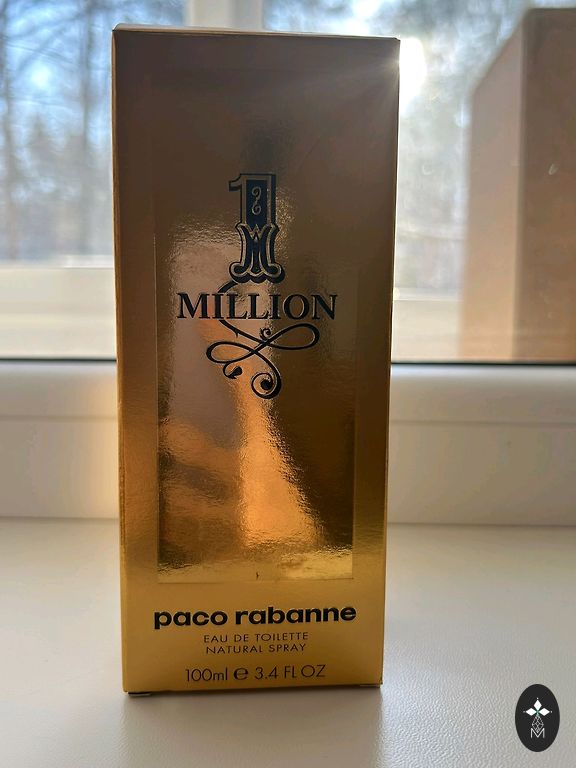 1
MILLION
paco rabanne
EAU DE TOILETTE
NATURAL SPRAY
100ml ℮ 3.4 FL OZ
M